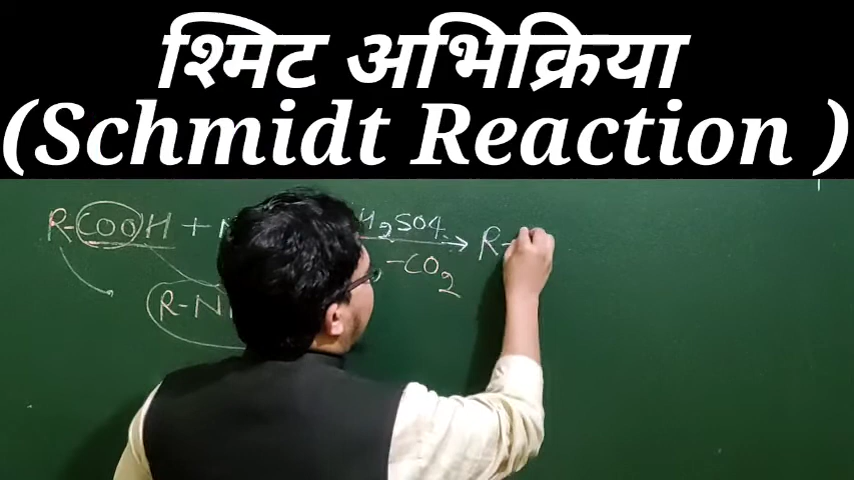 श्मिट अभिक्रिया
(Schmidt Reaction )
R-COOH + H₂SO₄ → R-
-CO₂
R-N